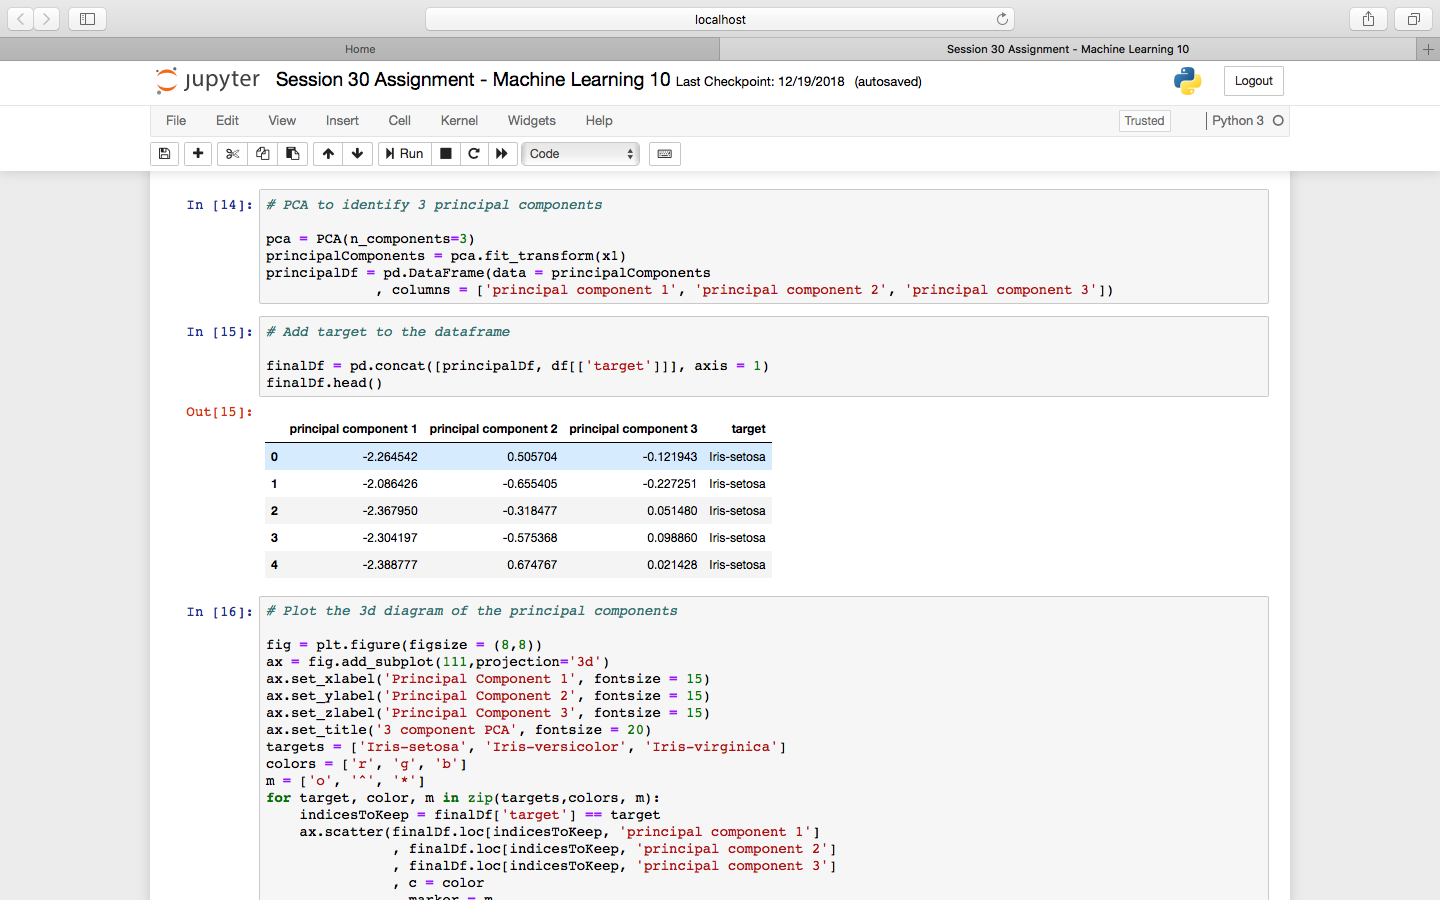 localhost
Home
Session 30 Assignment - Machine Learning 10
jupyter Session 30 Assignment - Machine Learning 10 Last Checkpoint: 12/19/2018 (autosaved)
Logout
File Edit View Insert Cell Kernel Widgets Help
Trusted
Python 3
Run
Code
In [14]: # PCA to identify 3 principal components
pca = PCA(n_components=3)
principalComponents = pca.fit_transform(x1)
principalDf = pd.DataFrame(data = principalComponents
, columns = ['principal component 1', 'principal component 2', 'principal component 3'])
In [15]: # Add target to the dataframe
finalDf = pd.concat([principalDf, df[['target']]], axis = 1)
finalDf.head()
Out[15]:
principal component 1 principal component 2 principal component 3 target
0 -2.264542 0.505704 -0.121943 Iris-setosa
1 -2.086426 -0.655405 -0.227251 Iris-setosa
2 -2.367950 -0.318477 0.051480 Iris-setosa
3 -2.304197 -0.575368 0.098860 Iris-setosa
4 -2.388777 0.674767 0.021428 Iris-setosa
In [16]: # Plot the 3d diagram of the principal components
fig = plt.figure(figsize = (8,8))
ax = fig.add_subplot(111,projection='3d')
ax.set_xlabel('Principal Component 1', fontsize = 15)
ax.set_ylabel('Principal Component 2', fontsize = 15)
ax.set_zlabel('Principal Component 3', fontsize = 15)
ax.set_title('3 component PCA', fontsize = 20)
targets = ['Iris-setosa', 'Iris-versicolor', 'Iris-virginica']
colors = ['r', 'g', 'b']
m = ['o', '^', '*']
for target, color, m in zip(targets,colors, m):
indicesToKeep = finalDf['target'] == target
ax.scatter(finalDf.loc[indicesToKeep, 'principal component 1']
, finalDf.loc[indicesToKeep, 'principal component 2']
, finalDf.loc[indicesToKeep, 'principal component 3']
, c = color
marker = m